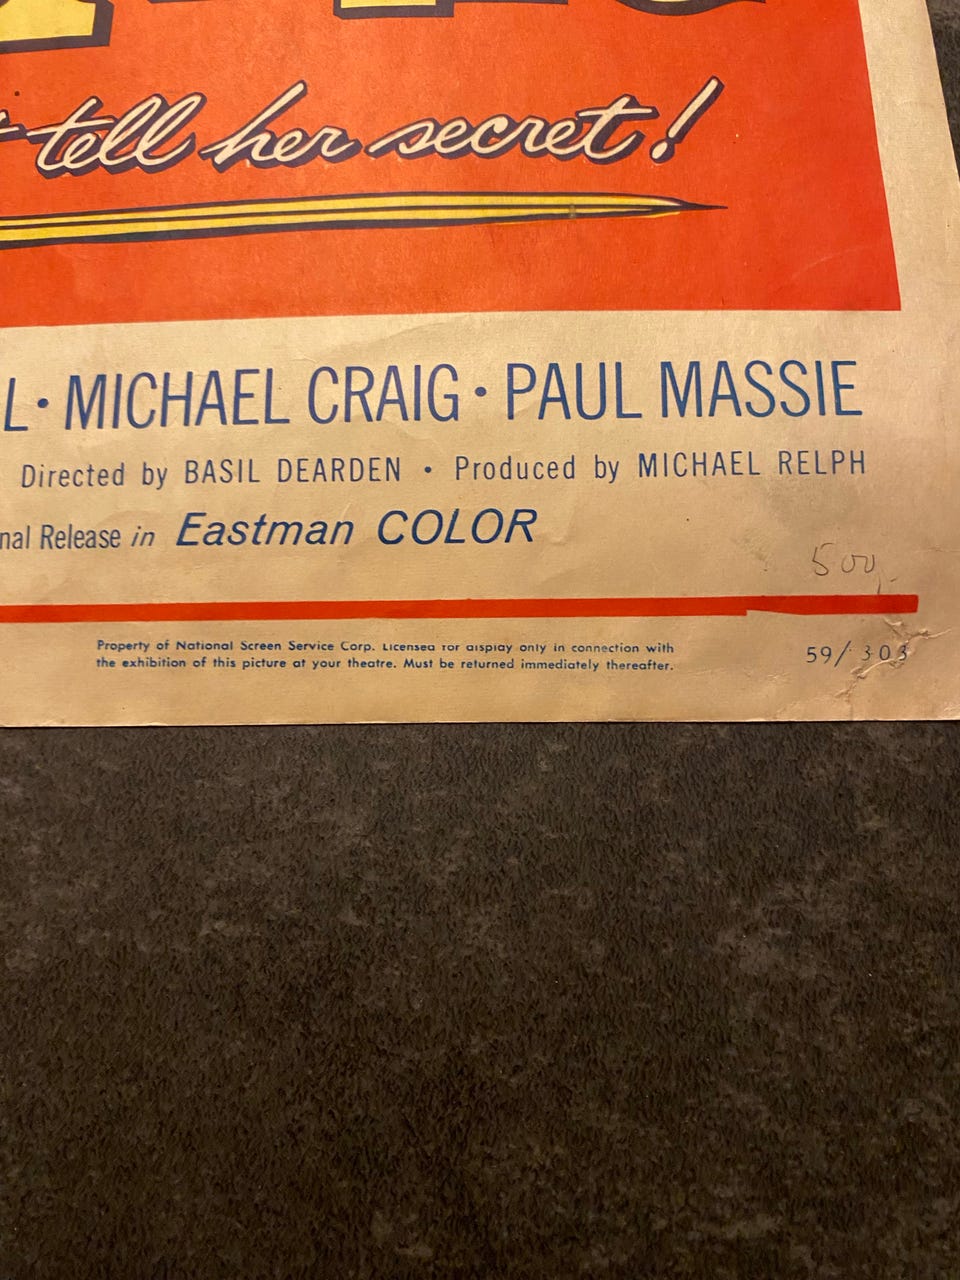 tell her secret!
L • MICHAEL CRAIG • PAUL MASSIE
Directed by BASIL DEARDEN • Produced by MICHAEL RELPH
nal Release in Eastman COLOR
500
Property of National Screen Service Corp. Licensed for display only in connection with
the exhibition of this picture at your theatre. Must be returned immediately thereafter.
59/303